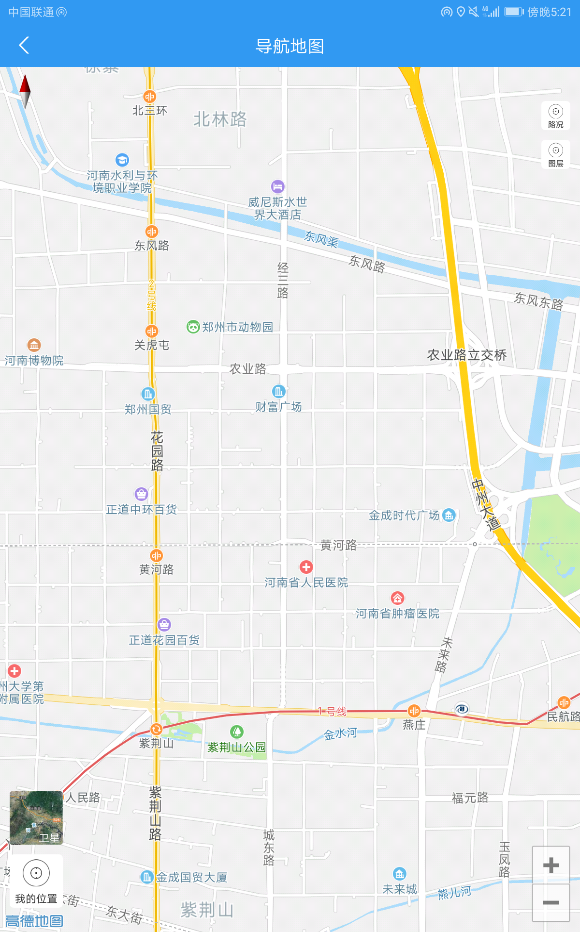 中国联通
傍晚5:21
导航地图
北三环
北林路
路况
图层
河南水利与环
境职业学院
威尼斯水世
界大酒店
东风渠
东风路
东风路
经三路
东风东路
郑州市动物园
关虎屯
河南博物院
农业路
农业路立交桥
郑州国贸
财富广场
花园路
中州大道
正道中环百货
金成时代广场
黄河路
黄河路
河南省人民医院
河南省肿瘤医院
正道花园百货
未来路
州大学第
附属医院
1号线
燕庄
民航路
紫荆山
紫荆山公园
金水河
人民路
紫荆山路
福元路
卫星
城东路
玉凤路
我的位置
金成国贸大厦
未来城
熊儿河
紫荆山
东大街
高德地图